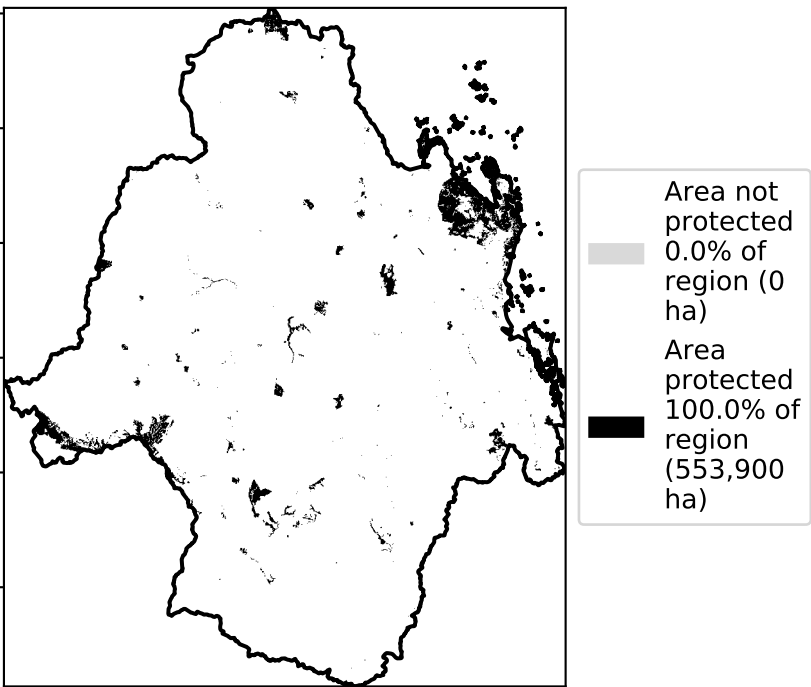 Area not
protected
0.0% of
region (0
ha)
Area
protected
100.0% of
region
(553,900
ha)